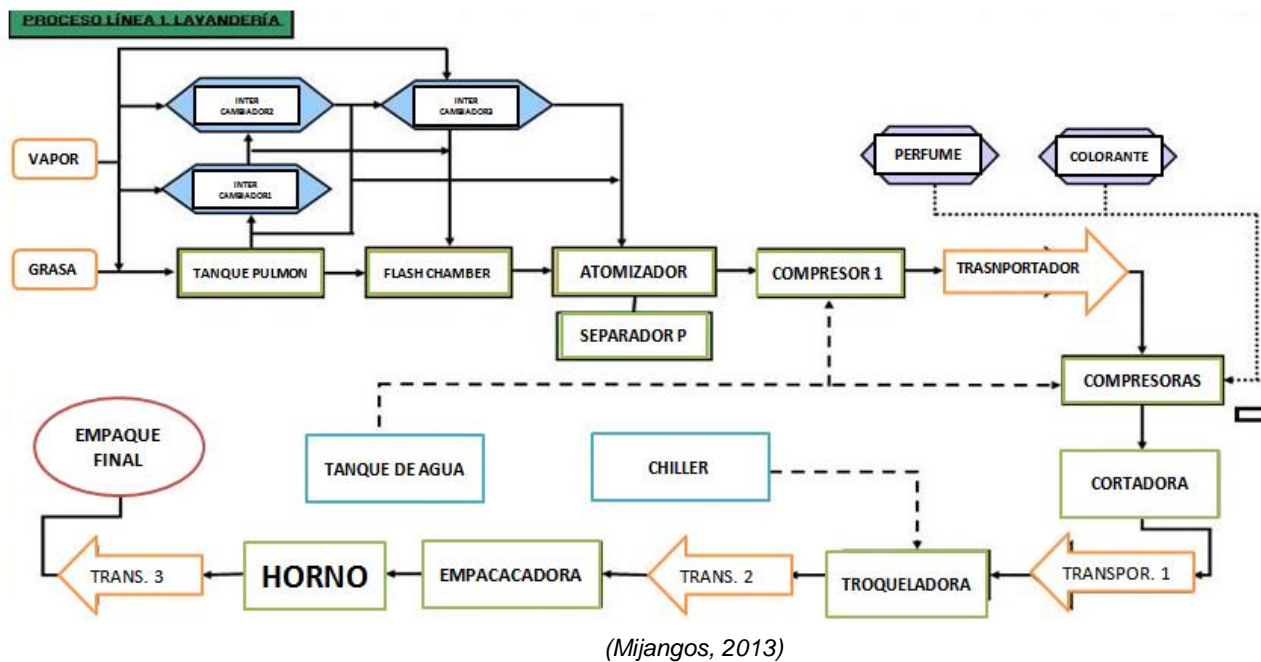 PROCESO LÍNEA 1. LAVANDERÍA
INTER
CAMBIADOR2
INTER
CAMBIADOR3
VAPOR
INTER
CAMBIADOR1
PERFUME
COLORANTE
GRASA
TANQUE PULMON
FLASH CHAMBER
ATOMIZADOR
COMPRESOR 1
TRASNPORTADOR
SEPARADOR P
COMPRESORAS
EMPAQUE
FINAL
TANQUE DE AGUA
CHILLER
CORTADORA
TRANS. 3
HORNO
EMPACACADORA
TRANS. 2
TROQUELADORA
TRANSPOR. 1
(Mijangos, 2013)